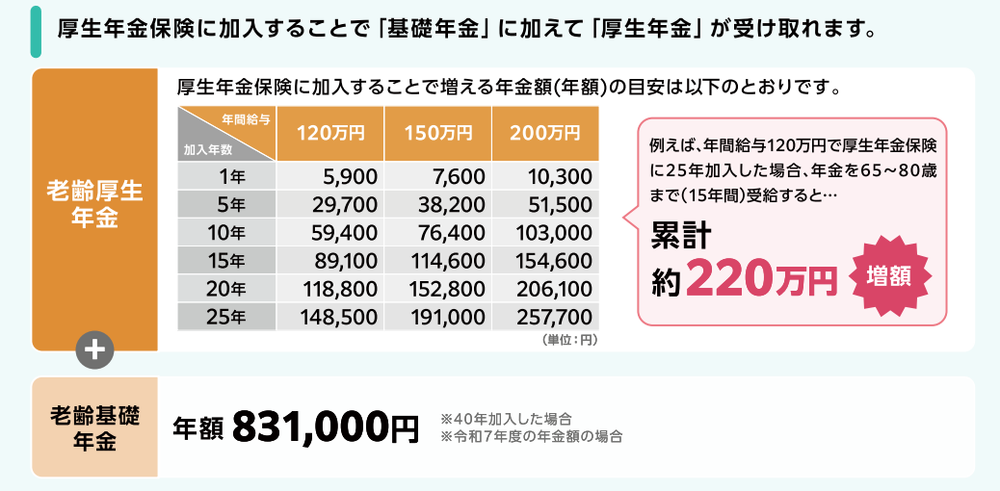 厚生年金保険に加入することで「基礎年金」に加えて「厚生年金」が受け取れます。
老齢厚生
年金
厚生年金保険に加入することで増える年金額(年額)の目安は以下のとおりです。
年間給与
加入年数
120万円 150万円 200万円
1年 5,900 7,600 10,300
5年 29,700 38,200 51,500
10年 59,400 76,400 103,000
15年 89,100 114,600 154,600
20年 118,800 152,800 206,100
25年 148,500 191,000 257,700
(単位:円)
例えば、年間給与120万円で厚生年金保険
に25年加入した場合、年金を65〜80歳
まで(15年間)受給すると…
累計
約220万円
増額
+
老齢基礎
年金
年額 831,000円
※40年加入した場合
※令和7年度の年金額の場合